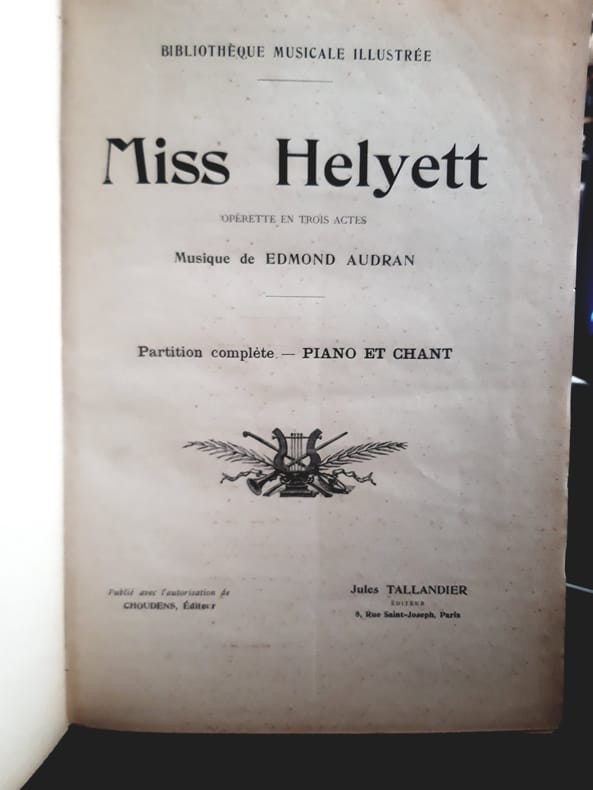 BIBLIOTHÈQUE MUSICALE ILLUSTRÉE
Miss Helyett
OPÉRETTE EN TROIS ACTES
Musique de EDMOND AUDRAN
Partition complète. — PIANO ET CHANT
Publié avec l'autorisation de
CHOUDENS, Éditeur
Jules TALLANDIER
ÉDITEUR
8, Rue Saint-Joseph, Paris